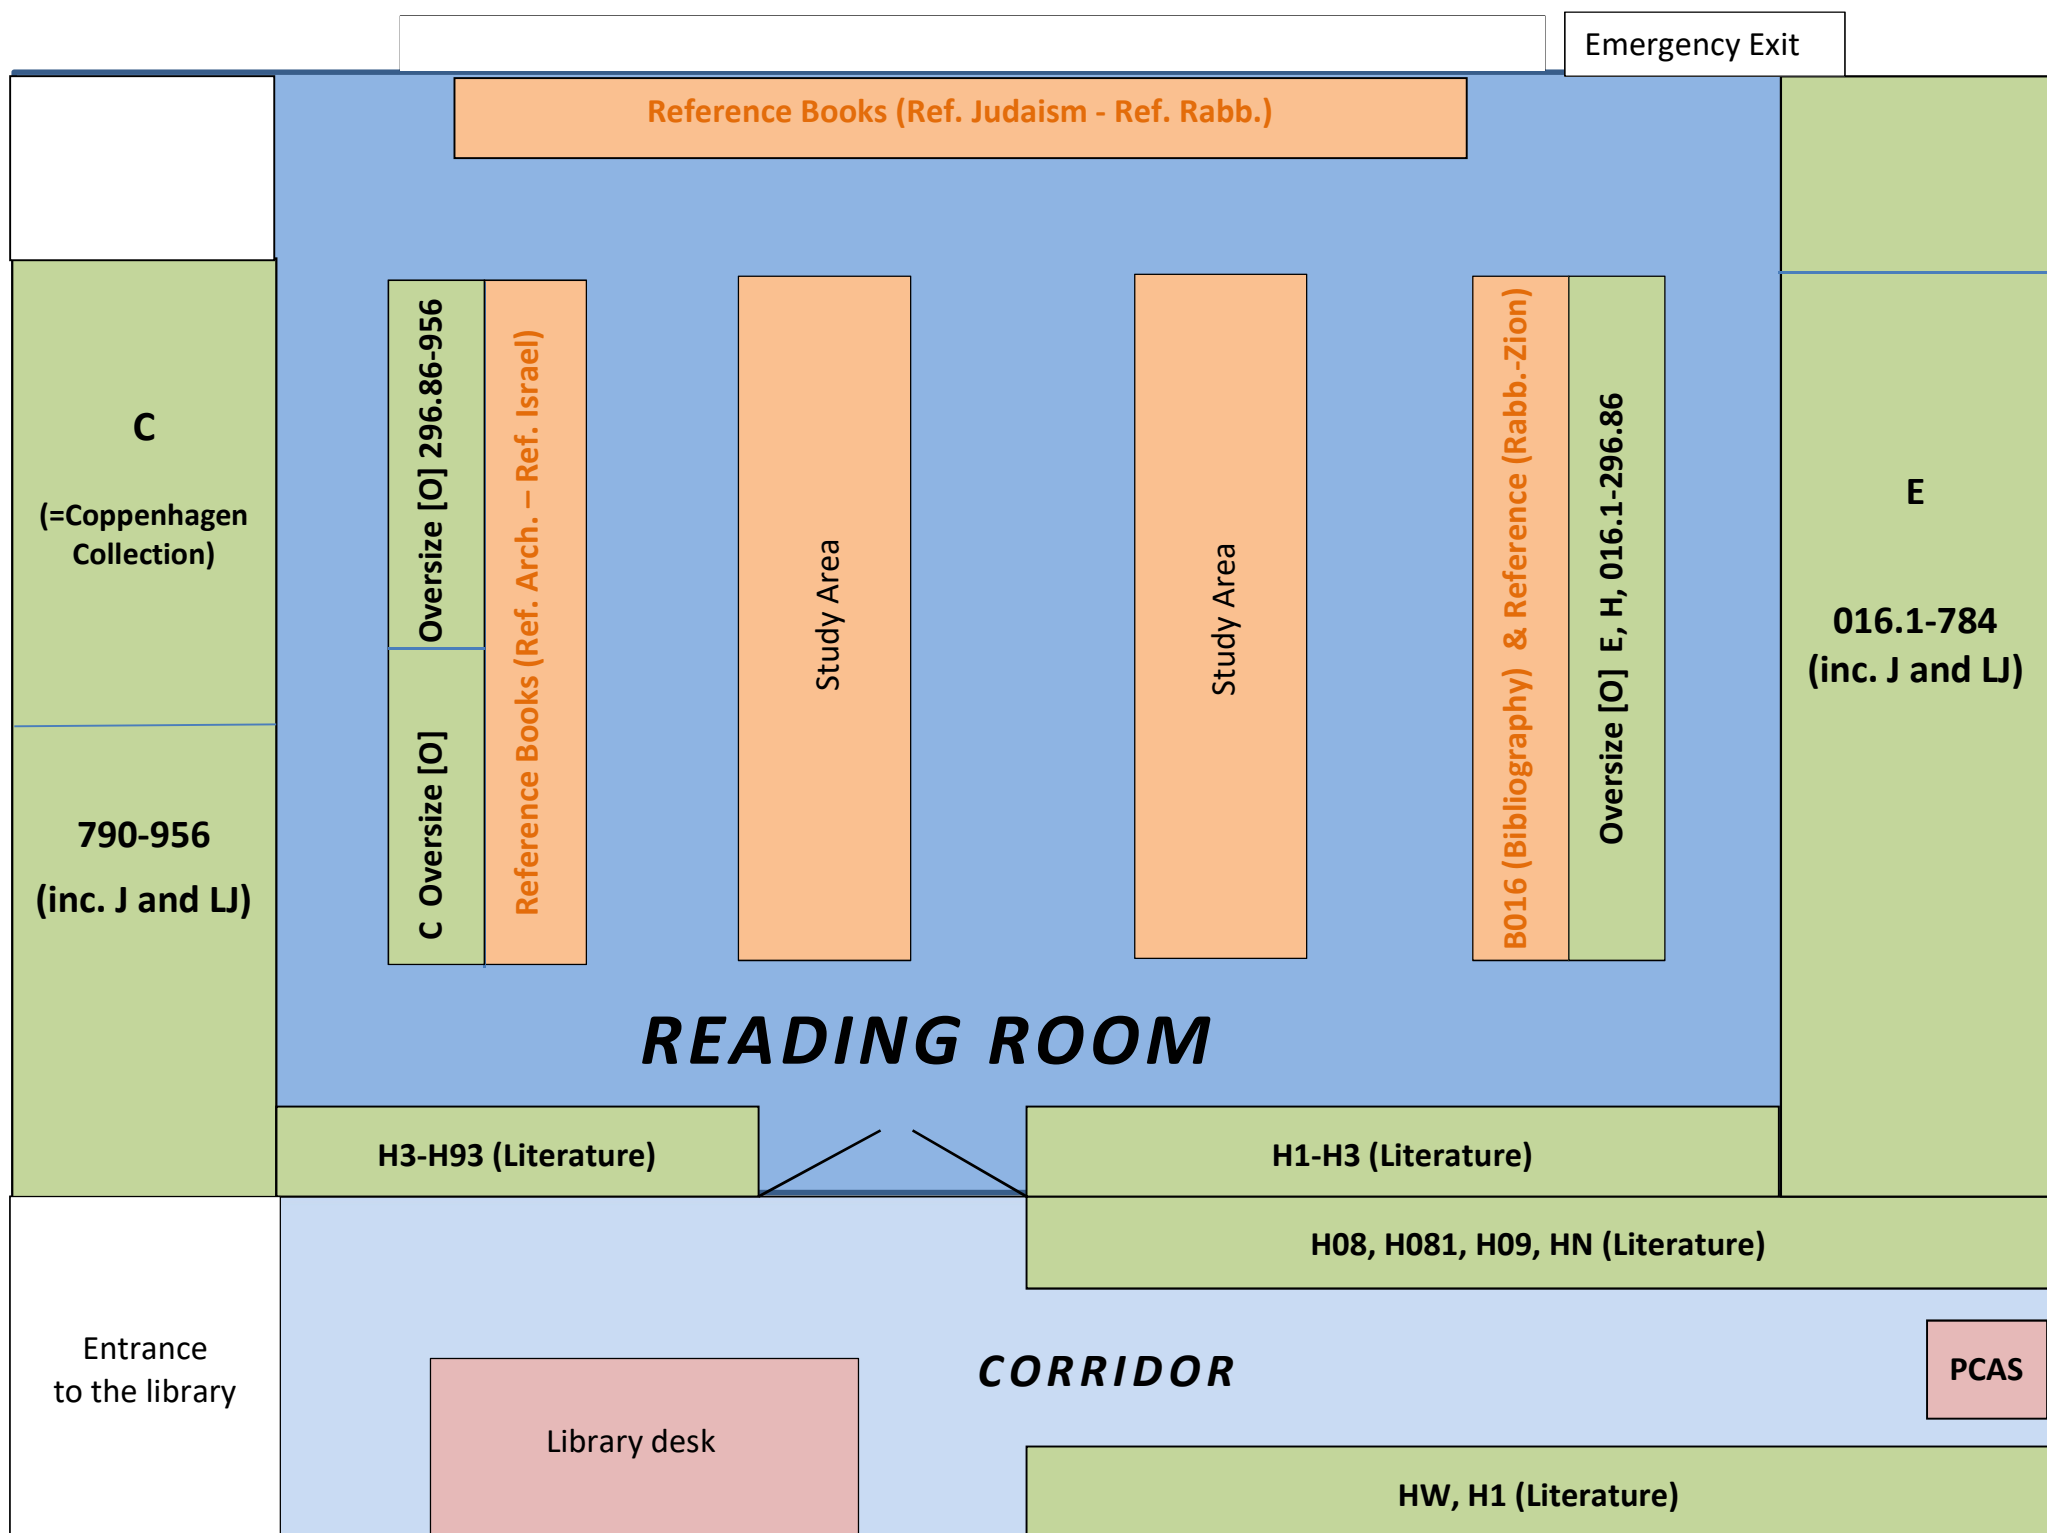 Emergency Exit
Reference Books (Ref. Judaism - Ref. Rabb.)
C
(=Coppenhagen
Collection)
790-956
(inc. J and LJ)
Oversize [O] 296.86-956
C Oversize [O]
Reference Books (Ref. Arch. – Ref. Israel)
Study Area
Study Area
B016 (Bibliography) & Reference (Rabb.-Zion)
Oversize [O] E, H, 016.1-296.86
E
016.1-784
(inc. J and LJ)
READING ROOM
H3-H93 (Literature)
H1-H3 (Literature)
H08, H081, H09, HN (Literature)
Entrance
to the library
Library desk
CORRIDOR
PCAS
HW, H1 (Literature)